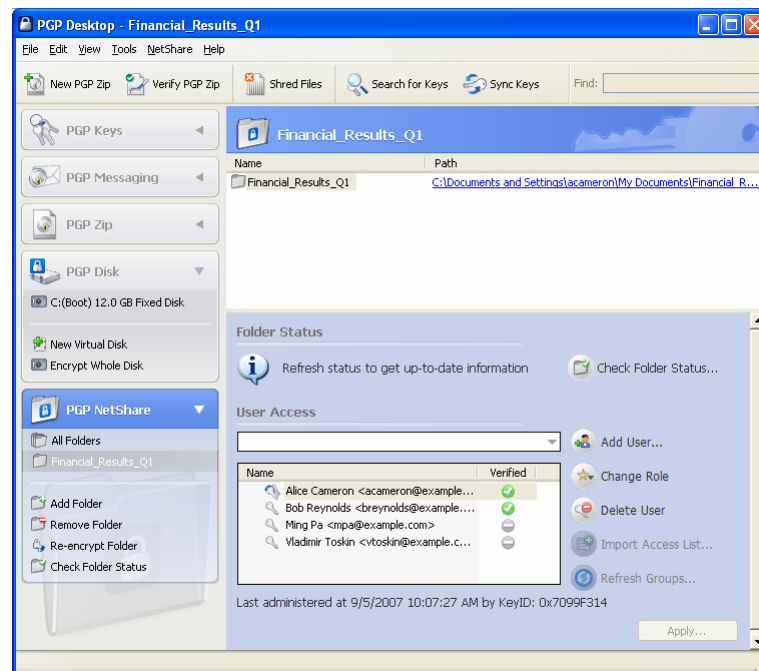 PGP Desktop - Financial_Results_Q1
File Edit View Tools NetShare Help
New PGP Zip Verify PGP Zip Shred Files Search for Keys Sync Keys Find:
PGP Keys
PGP Messaging
PGP Zip
PGP Disk
C:(Boot) 12.0 GB Fixed Disk
New Virtual Disk
Encrypt Whole Disk
PGP NetShare
All Folders
Financial_Results_Q1
Add Folder
Remove Folder
Re-encrypt Folder
Check Folder Status
Financial_Results_Q1
Name Path
Financial_Results_Q1 C:\Documents and Settings\acameron\My Documents\Financial_R...
Folder Status
Refresh status to get up-to-date information
Check Folder Status...
User Access
Add User...
Change Role
Delete User
Import Access List...
Refresh Groups...
Name Verified
Alice Cameron <acameron@example...
Bob Reynolds <breynolds@example....
Ming Pa <mpa@example.com>
Vladimir Toskin <vtoskin@example.c...
Last administered at 9/5/2007 10:07:27 AM by KeyID: 0x7099F314
Apply...